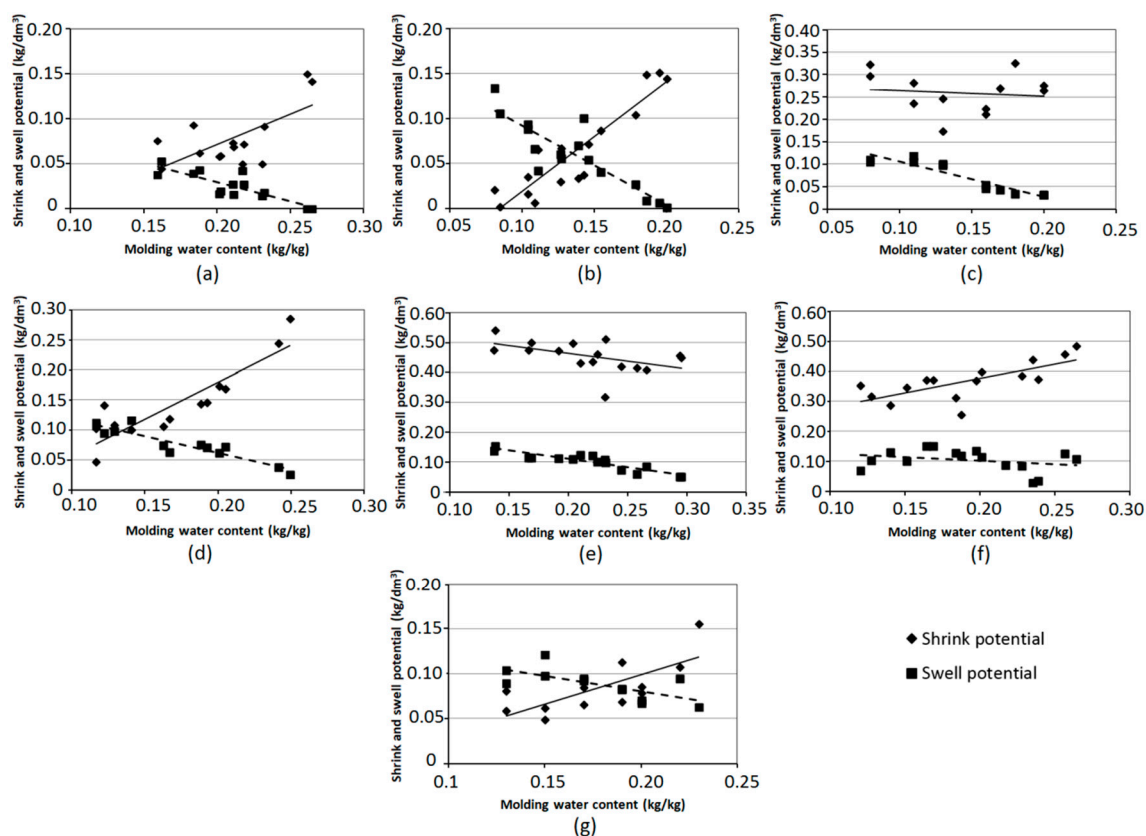 Shrink and swell potential (kg/dm³)
0.20
0.15
0.10
0.05
0
0.10 0.15 0.20 0.25 0.30
Molding water content (kg/kg)
(a)
Shrink and swell potential (kg/dm³)
0.20
0.15
0.10
0.05
0
0.05 0.10 0.15 0.20 0.25
Molding water content (kg/kg)
(b)
Shrink and swell potential (kg/dm³)
0.40
0.30
0.25
0.20
0.15
0.10
0.05
0
0.05 0.10 0.15 0.20 0.25
Molding water content (kg/kg)
(c)
Shrink and swell potential (kg/dm³)
0.30
0.25
0.20
0.15
0.10
0.05
0
0.10 0.15 0.20 0.25 0.30
Molding water content (kg/kg)
(d)
Shrink and swell potential (kg/dm³)
0.60
0.50
0.40
0.30
0.20
0.10
0
0.10 0.15 0.20 0.25 0.30
Molding water content (kg/kg)
(e)
Shrink and swell potential (kg/dm³)
0.60
0.50
0.40
0.30
0.20
0.10
0
0.10 0.15 0.20 0.25 0.30
Molding water content (kg/kg)
(f)
Shrink and swell potential (kg/dm³)
0.20
0.15
0.10
0.05
0
0.1 0.15 0.20 0.25
Molding water content (kg/kg)
(g)
Shrink potential
Swell potential